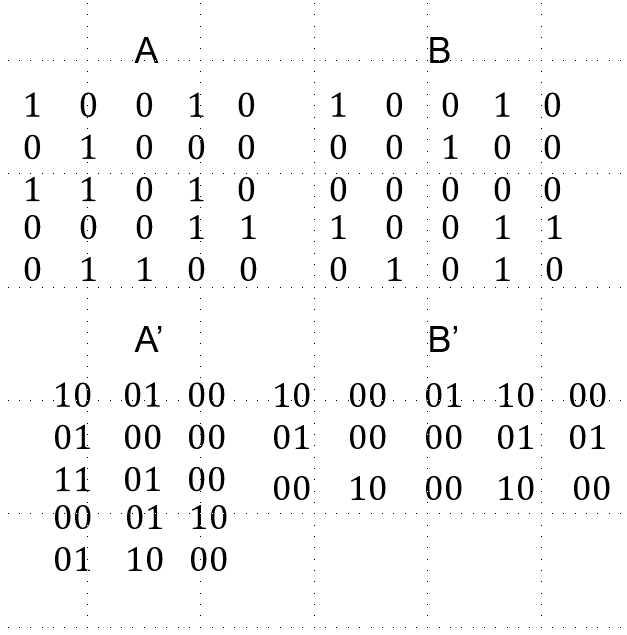 A B
1 0 0 1 0 1 0 0 1 0
0 1 0 0 0 0 0 1 0 0
1 1 0 1 0 0 0 0 0 0
0 0 0 1 1 1 0 0 1 1
0 1 1 0 0 0 1 0 1 0
A’ B’
10 01 00 10 00 01 10 00
01 00 00 01 00 00 01 01
11 01 00 00 10 00 10 00
00 01 10
01 10 00